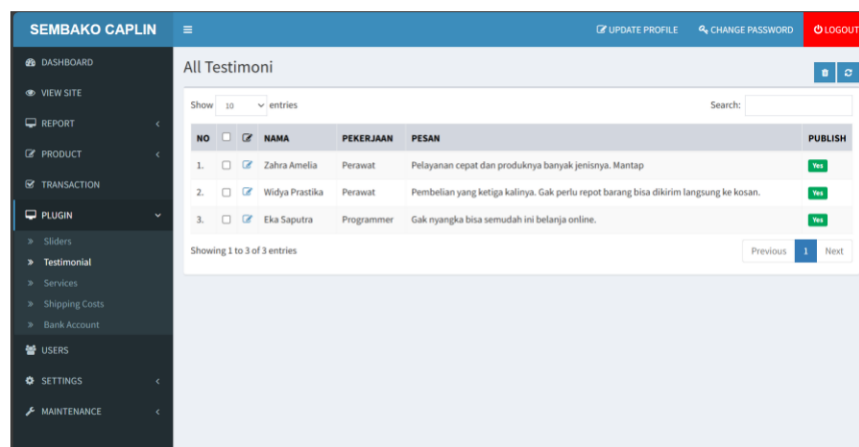 SEMBAKO CAPLIN
UPDATE PROFILE
CHANGE PASSWORD
LOGOUT
DASHBOARD
VIEW SITE
REPORT
PRODUCT
TRANSACTION
PLUGIN
» Sliders
» Testimonial
» Services
» Shipping Costs
» Bank Account
USERS
SETTINGS
MAINTENANCE
All Testimoni
Show 10 entries
Search:
NO NAMA PEKERJAAN PESAN PUBLISH
1. Zahra Amelia Perawat Pelayanan cepat dan produknya banyak jenisnya. Mantap Yes
2. Widya Prastika Perawat Pembelian yang ketiga kalinya. Gak perlu repot barang bisa dikirim langsung ke kosan. Yes
3. Eka Saputra Programmer Gak nyangka bisa semudah ini belanja online. Yes
Showing 1 to 3 of 3 entries
Previous 1 Next